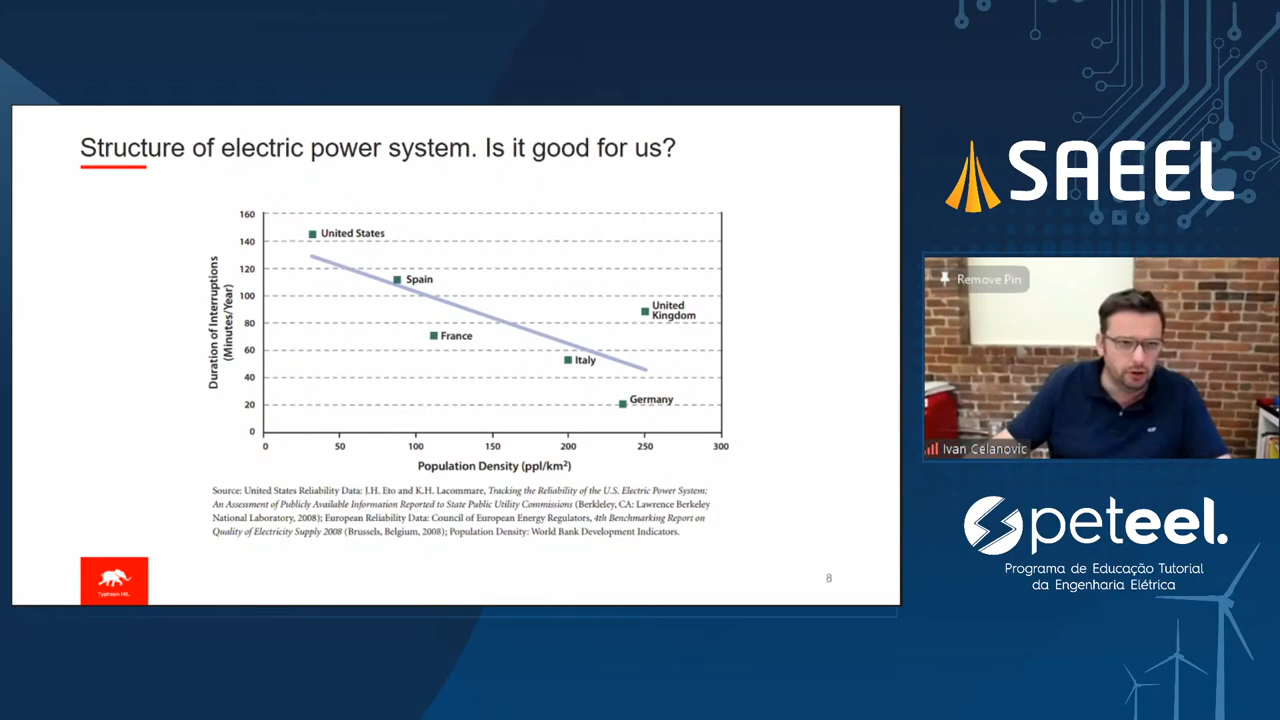 Structure of electric power system. Is it good for us?
160
140
120
100
80
60
40
20
0
Duration of Interruptions
(Minutes/Year)
United States
Spain
France
Italy
United
Kingdom
Germany
0 50 100 150 200 250 300
Population Density (ppl/km²)
Source: United States Reliability Data: J.H. Eto and K.H. Lacommare, Tracking the Reliability of the U.S. Electric Power System:
An Assessment of Publicly Available Information Reported to State Public Utility Commissions (Berkleley, CA: Lawrence Berkeley
National Laboratory, 2008); European Reliability Data: Council of European Energy Regulators, 4th Benchmarking Report on
Quality of Electricity Supply 2008 (Brussels, Belgium, 2008); Population Density: World Bank Development Indicators.
Typhoon HIL
8
SAEEL
Remove Pin
Ivan Celanovic
peteel.
Programa de Educação Tutorial
da Engenharia Elétrica